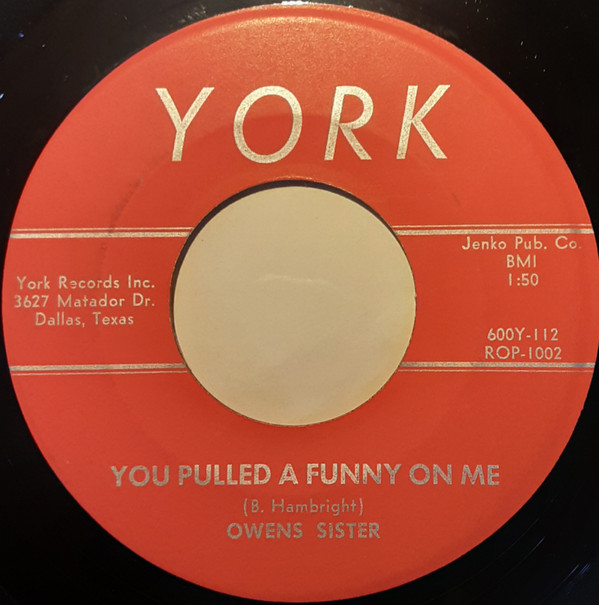 YORK
York Records Inc.
3627 Matador Dr.
Dallas, Texas
Jenko Pub. Co.
BMI
1:50
600Y-112
ROP-1002
YOU PULLED A FUNNY ON ME
(B. Hambright)
OWENS SISTER